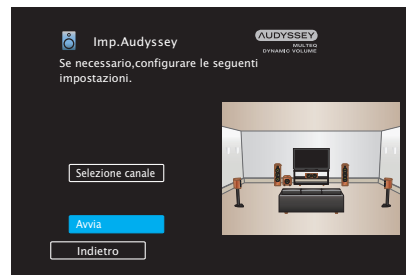 Imp.Audyssey
AUDYSSEY
MULTEQ
DYNAMIC VOLUME
Se necessario,configurare le seguenti
impostazioni.
Selezione canale
Avvia
Indietro